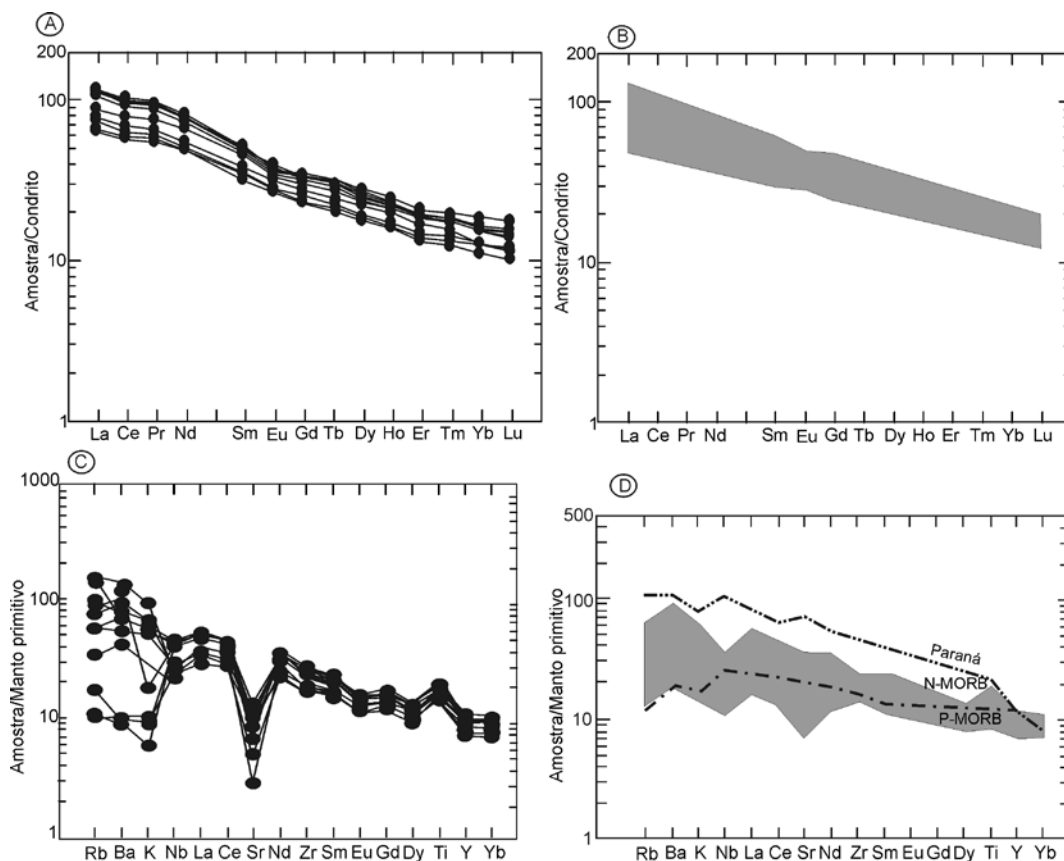 A
200
100
10
1
Amostra/Condrito
La Ce Pr Nd Sm Eu Gd Tb Dy Ho Er Tm Yb Lu
B
200
100
10
1
Amostra/Condrito
La Ce Pr Nd Sm Eu Gd Tb Dy Ho Er Tm Yb Lu
C
1000
100
10
1
Amostra/Manto primitivo
Rb Ba K Nb La Ce Sr Nd Zr Sm Eu Gd Dy Ti Y Yb
D
500
100
10
1
Amostra/Manto primitivo
Paraná
N-MORB
P-MORB
Rb Ba K Nb La Ce Sr Nd Zr Sm Eu Gd Dy Ti Y Yb